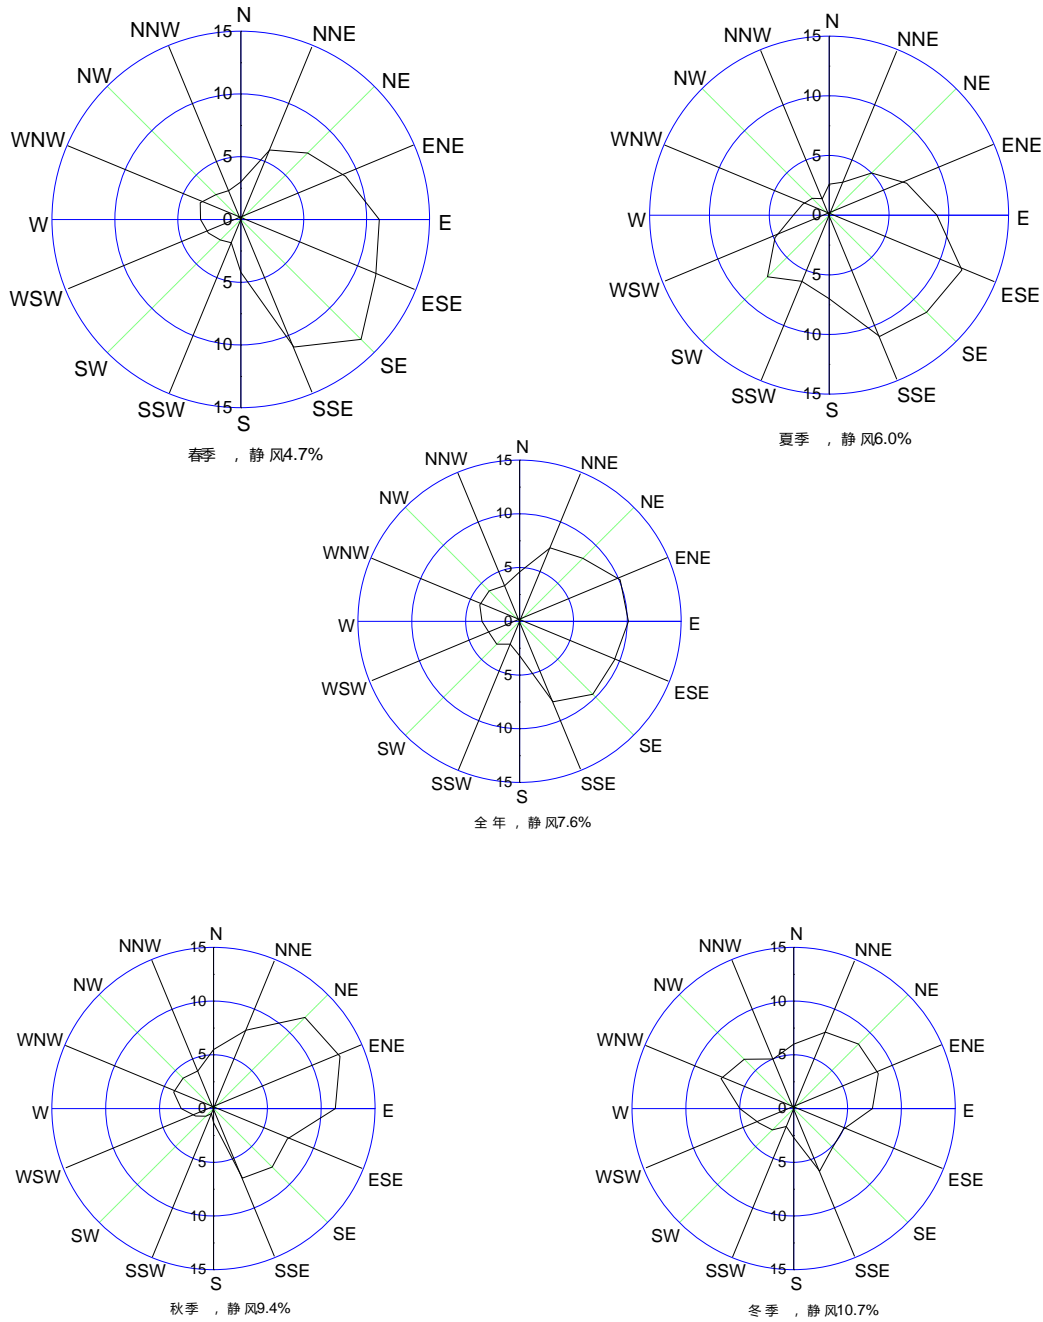 N
15
NNW
NNE
NW
NE
10
WNW
ENE
5
W
0
E
WSW
5
ESE
SW
10
SE
SSW
SSE
15
S
春季 , 静风4.7%
N
15
NNW
NNE
NW
NE
10
WNW
ENE
5
W
0
E
5
WSW
ESE
10
SW
SE
SSW
SSE
15
S
夏季 , 静风6.0%
N
15
NNW
NNE
NW
NE
10
WNW
ENE
5
W
0
E
5
WSW
ESE
10
SW
SE
SSW
SSE
15
S
全年 , 静风7.6%
N
15
NNW
NNE
NW
NE
10
WNW
ENE
5
W
0
E
5
WSW
ESE
10
SW
SE
SSW
SSE
15
S
秋季 , 静风9.4%
N
15
NNW
NNE
NW
NE
10
WNW
ENE
5
W
0
E
5
WSW
ESE
10
SW
SE
SSW
SSE
15
S
冬季 , 静风10.7%